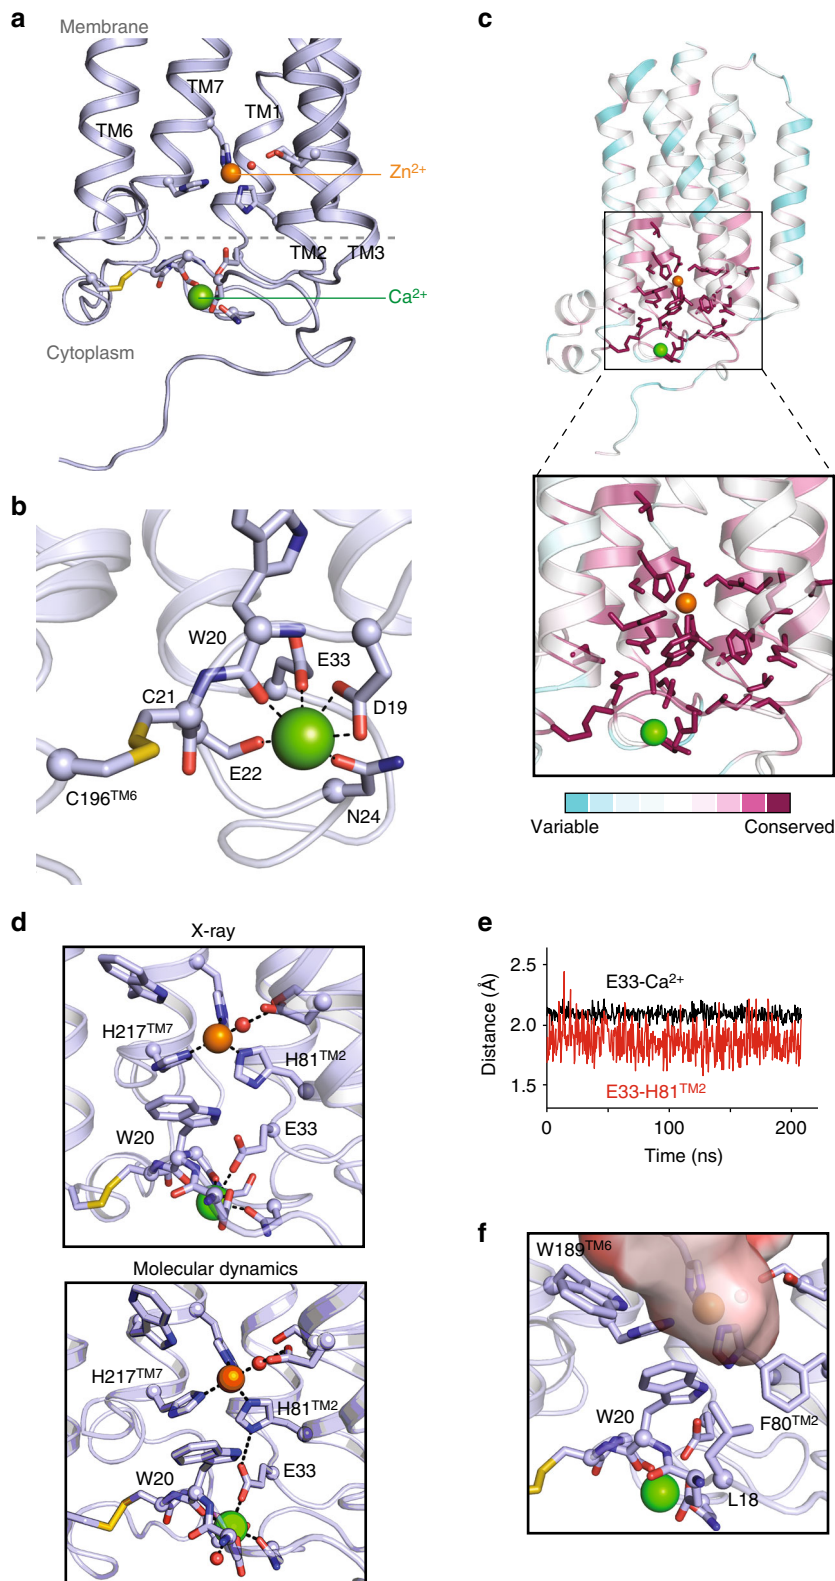 a
Membrane
TM7
TM1
TM6
Zn²⁺
TM2
TM3
Ca²⁺
Cytoplasm
b
W20
E33
C21
D19
E22
C196ᵀᴹ⁶
N24
c
Variable
Conserved
d
X-ray
H217ᵀᴹ⁷
H81ᵀᴹ²
W20
E33
Molecular dynamics
H217ᵀᴹ⁷
H81ᵀᴹ²
W20
E33
e
2.5
2.0
1.5
Distance (Å)
E33-Ca²⁺
E33-H81ᵀᴹ²
0
100
200
Time (ns)
f
W189ᵀᴹ⁶
W20
F80ᵀᴹ²
L18